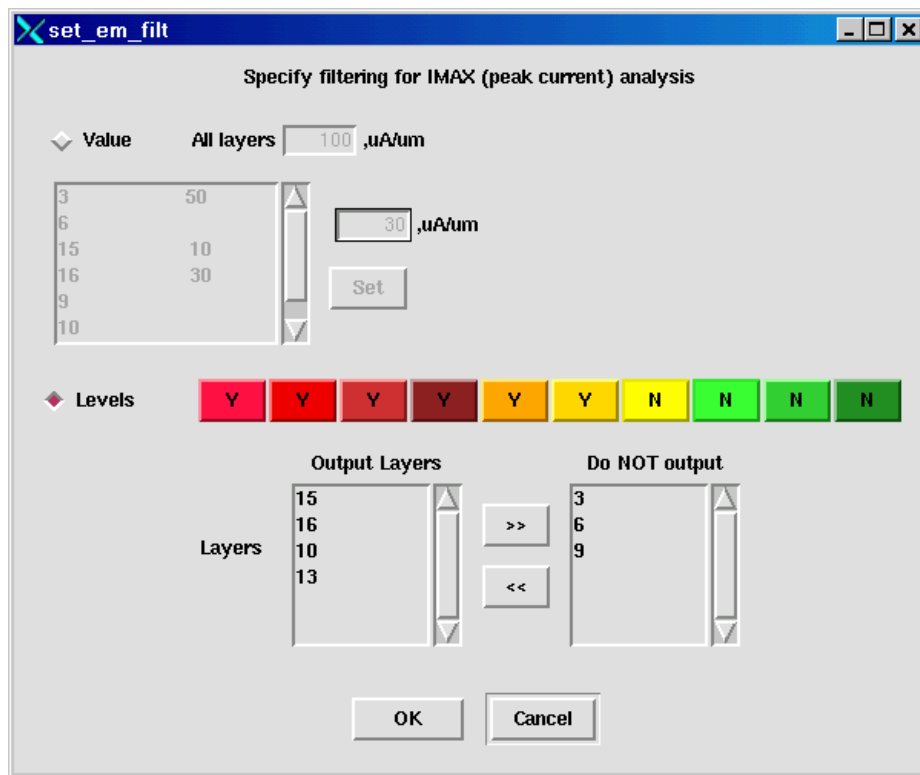 set_em_filt
Specify filtering for IMAX (peak current) analysis
Value All layers 100 ,uA/um
3 50
6
15 10
16 30
9
10
30 ,uA/um
Set
Levels Y Y Y Y Y Y N N N N
Output Layers Do NOT output
Layers
15
16
10
13
>>
<<
3
6
9
OK Cancel